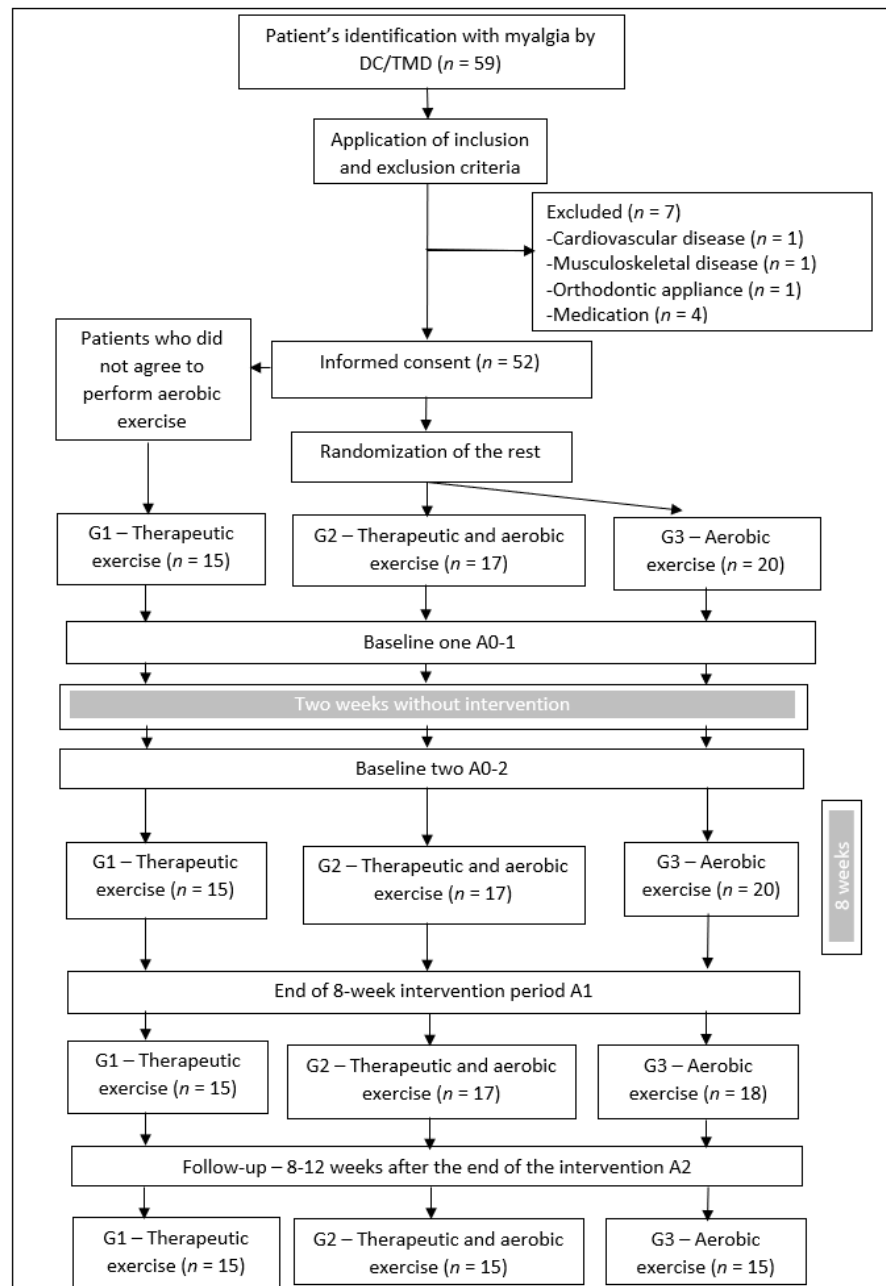 Patient's identification with myalgia by
DC/TMD (n = 59)
Application of inclusion
and exclusion criteria
Excluded (n = 7)
-Cardiovascular disease (n = 1)
-Musculoskeletal disease (n = 1)
-Orthodontic appliance (n = 1)
-Medication (n = 4)
Patients who did
not agree to
perform aerobic
exercise
Informed consent (n = 52)
Randomization of the rest
G1 – Therapeutic
exercise (n = 15)
G2 – Therapeutic and aerobic
exercise (n = 17)
G3 – Aerobic
exercise (n = 20)
Baseline one A0-1
Two weeks without intervention
Baseline two A0-2
G1 – Therapeutic
exercise (n = 15)
G2 – Therapeutic and aerobic
exercise (n = 17)
G3 – Aerobic
exercise (n = 20)
8 weeks
End of 8-week intervention period A1
G1 – Therapeutic
exercise (n = 15)
G2 – Therapeutic and aerobic
exercise (n = 17)
G3 – Aerobic
exercise (n = 18)
Follow-up – 8-12 weeks after the end of the intervention A2
G1 – Therapeutic
exercise (n = 15)
G2 – Therapeutic and aerobic
exercise (n = 15)
G3 – Aerobic
exercise (n = 15)